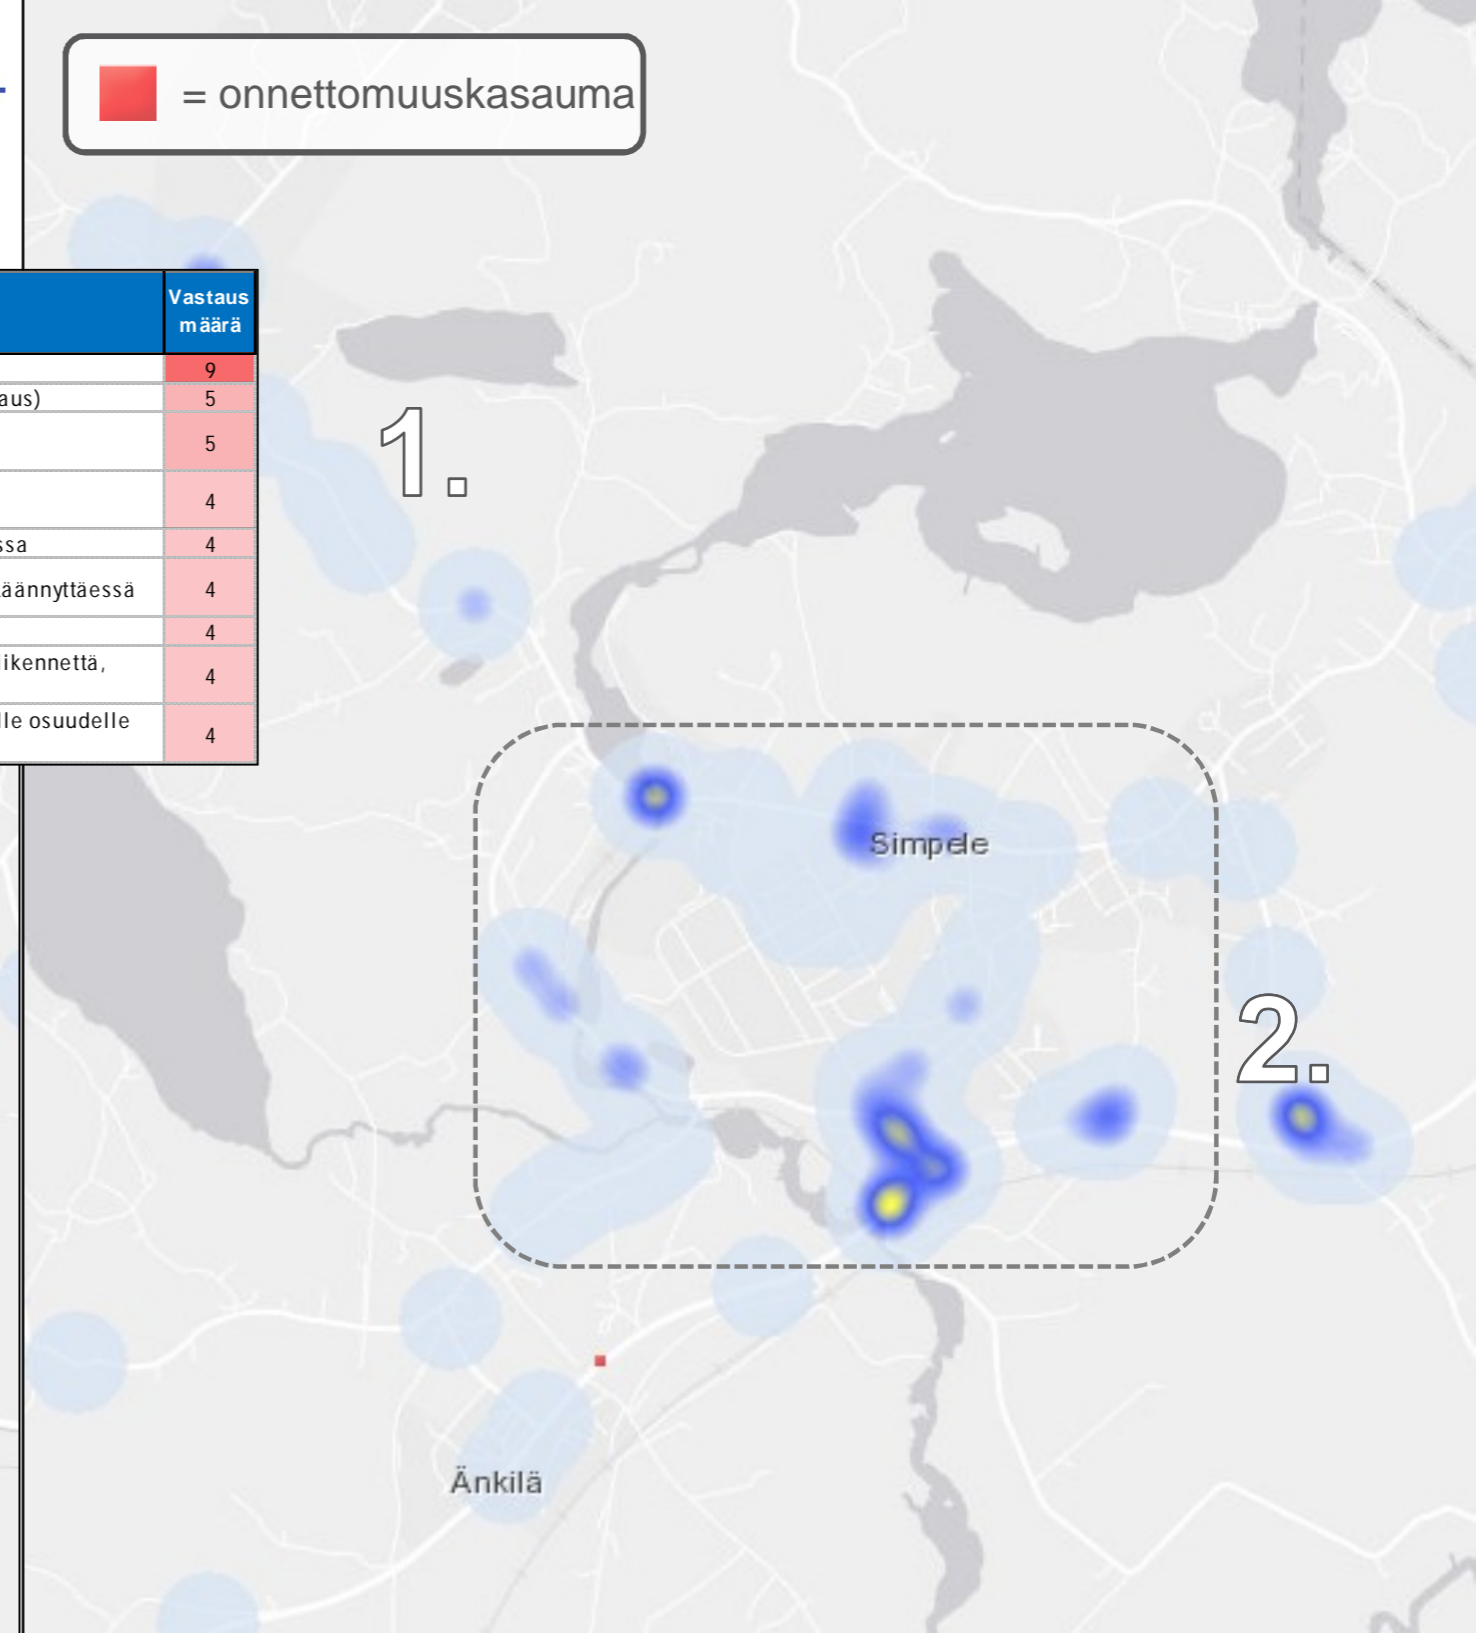 = onnettomuuskasauma
Vastaus
määrä
9
aus) 5
5
4
ssa 4
äännyttäessä 4
4
iikennettä,
4
lle osuudelle
4
1.
Simpele
2.
Änkilä